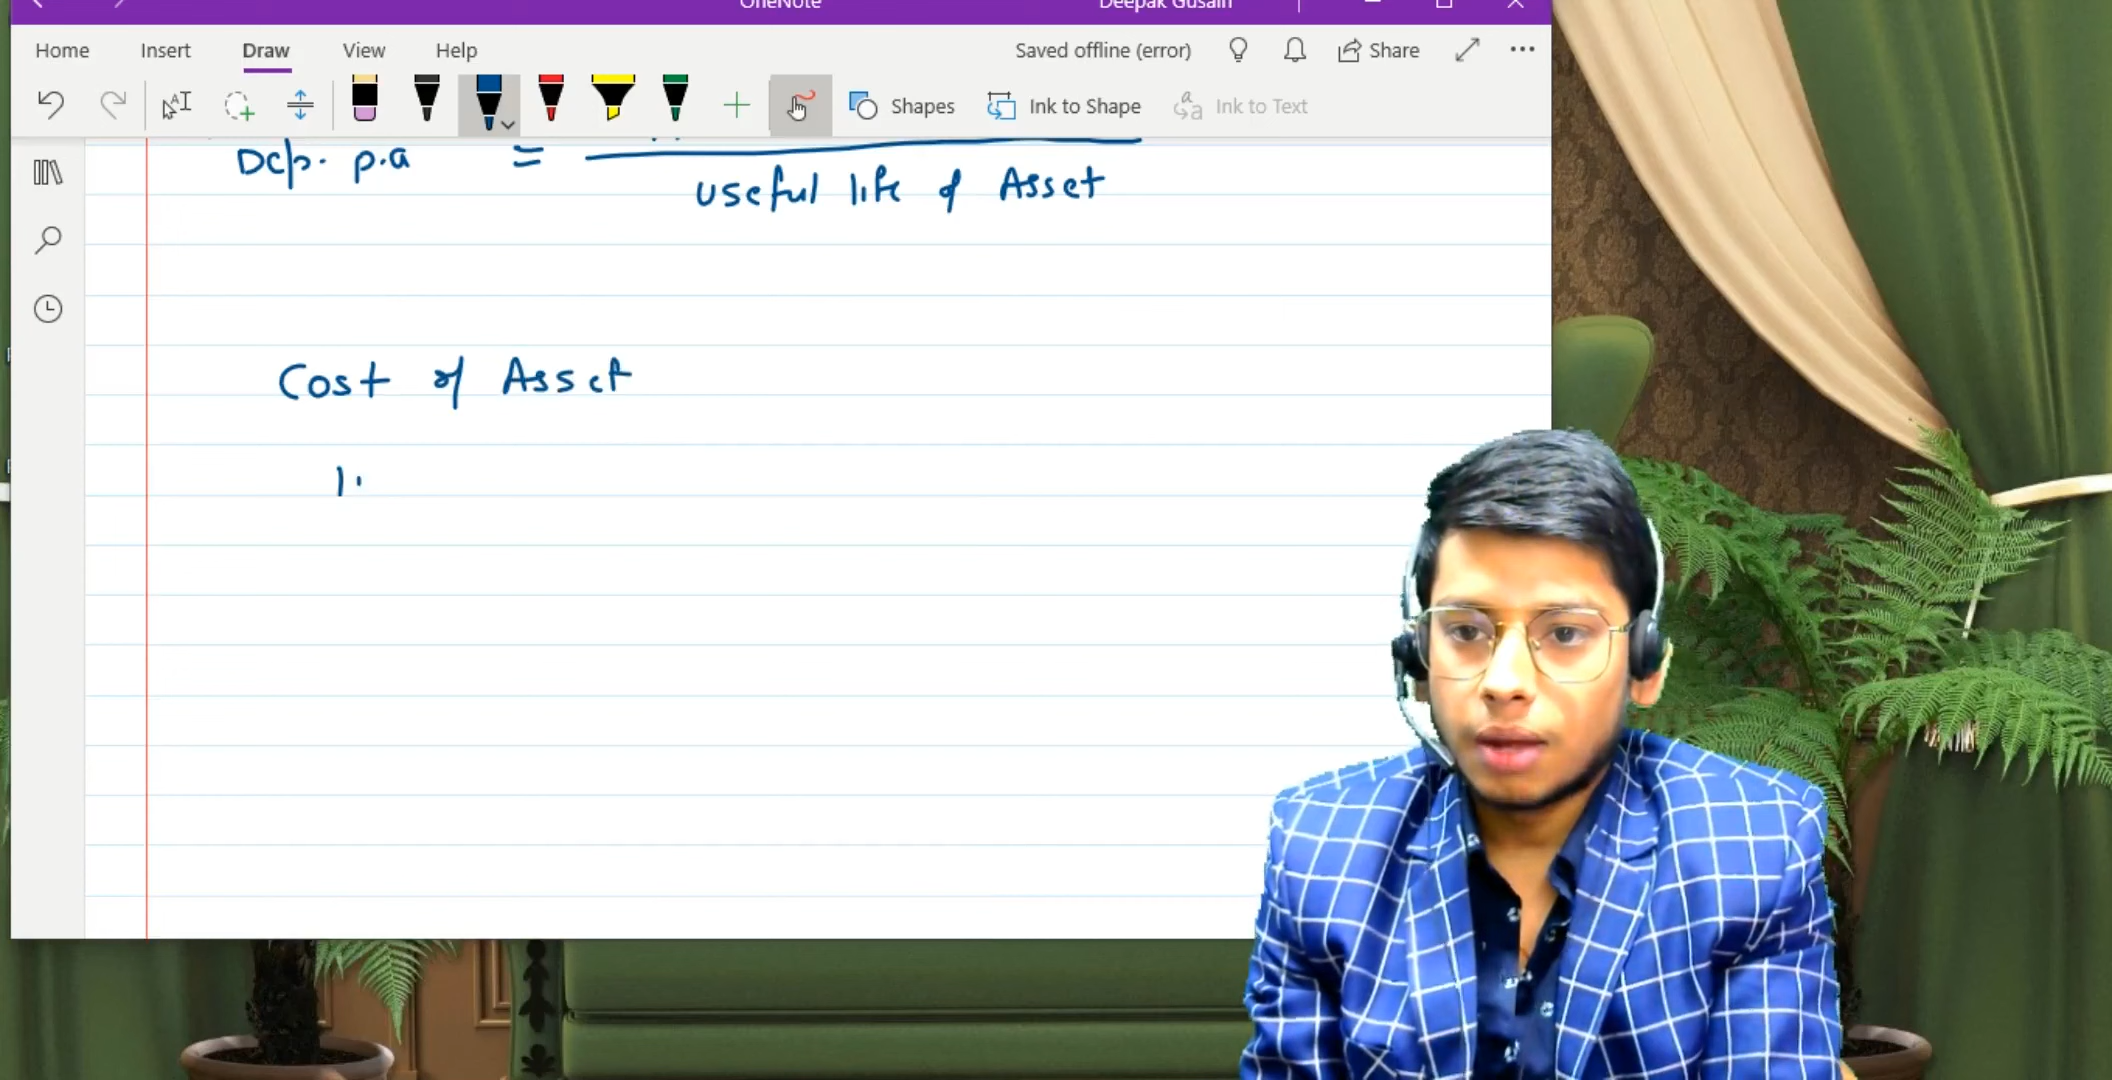 OneNote Deepak Gusain
Home Insert Draw View Help Saved offline (error) Share
Shapes Ink to Shape Ink to Text
Dep. p.a =
useful life of Asset
Cost of Asset